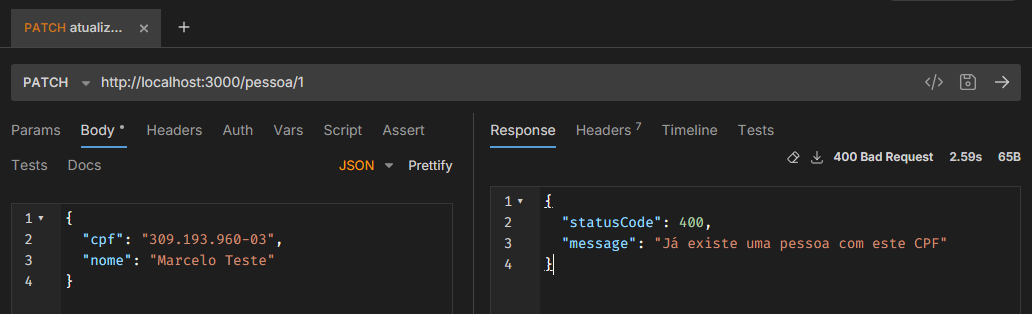 PATCH atualiz... × +
PATCH http://localhost:3000/pessoa/1
Params Body Headers Auth Vars Script Assert
Tests Docs JSON Prettify
1 {
2 "cpf": "309.193.960-03",
3 "nome": "Marcelo Teste"
4 }
Response Headers 7 Timeline Tests
400 Bad Request 2.59s 65B
1 {
2 "statusCode": 400,
3 "message": "Já existe uma pessoa com este CPF"
4 }